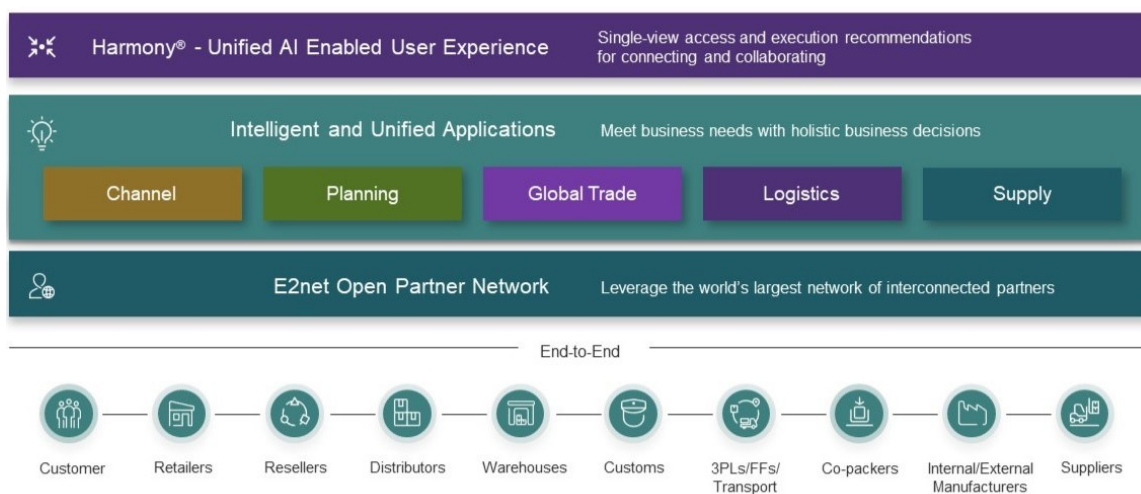 Harmony® - Unified AI Enabled User Experience
Single-view access and execution recommendations
for connecting and collaborating
Intelligent and Unified Applications
Meet business needs with holistic business decisions
Channel
Planning
Global Trade
Logistics
Supply
E2net Open Partner Network
Leverage the world's largest network of interconnected partners
End-to-End
Customer
Retailers
Resellers
Distributors
Warehouses
Customs
3PLs/FFs/
Transport
Co-packers
Internal/External
Manufacturers
Suppliers